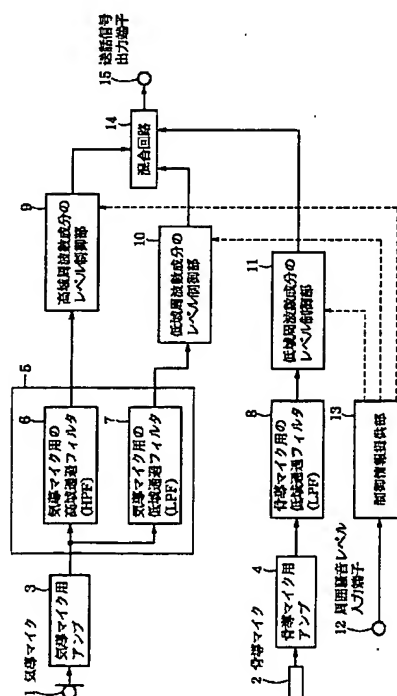 1 気導マイク
3
気導マイク用
アンプ
5
6
気導マイク用の
高域通過フィルタ
(HPF)
7
気導マイク用の
低域通過フィルタ
(LPF)
9
高域周波数成分の
レベル制御部
10
低域周波数成分の
レベル制御部
14
混合回路
15 送話信号
出力端子
2 骨導マイク
4
骨導マイク用
アンプ
8
骨導マイク用の
低域通過フィルタ
(LPF)
11
低域周波数成分の
レベル制御部
12 周囲騒音レベル
入力端子
13
制御情報提供部